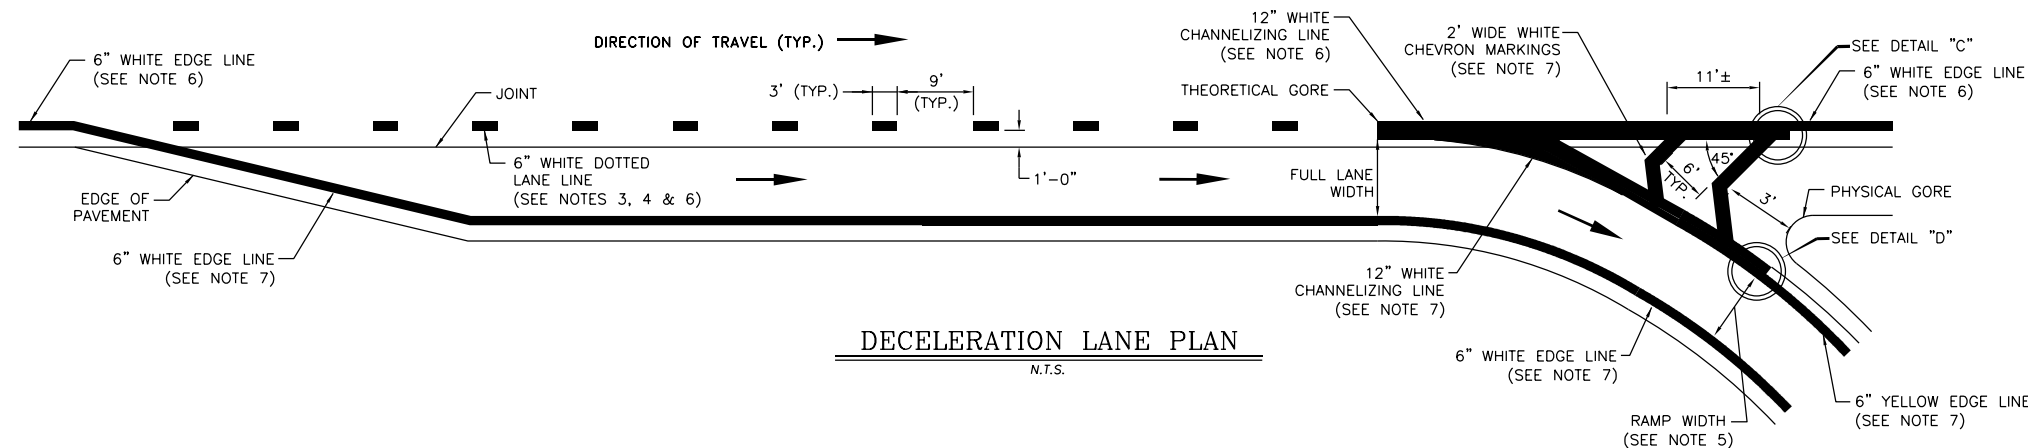 6” WHITE EDGE LINE
(SEE NOTE 6)
DIRECTION OF TRAVEL (TYP.)
JOINT
3' (TYP.)
9'
(TYP.)
12” WHITE
CHANNELIZING LINE
(SEE NOTE 6)
THEORETICAL GORE
2' WIDE WHITE
CHEVRON MARKINGS
(SEE NOTE 7)
11'±
SEE DETAIL ”C”
6” WHITE EDGE LINE
(SEE NOTE 6)
EDGE OF
PAVEMENT
6” WHITE DOTTED
LANE LINE
(SEE NOTES 3, 4 & 6)
1'-0”
FULL LANE
WIDTH
6'
TYP.
45°
3'
PHYSICAL GORE
SEE DETAIL ”D”
6” WHITE EDGE LINE
(SEE NOTE 7)
12” WHITE
CHANNELIZING LINE
(SEE NOTE 7)
DECELERATION LANE PLAN
N.T.S.
6” WHITE EDGE LINE
(SEE NOTE 7)
RAMP WIDTH
(SEE NOTE 5)
6” YELLOW EDGE LINE
(SEE NOTE 7)